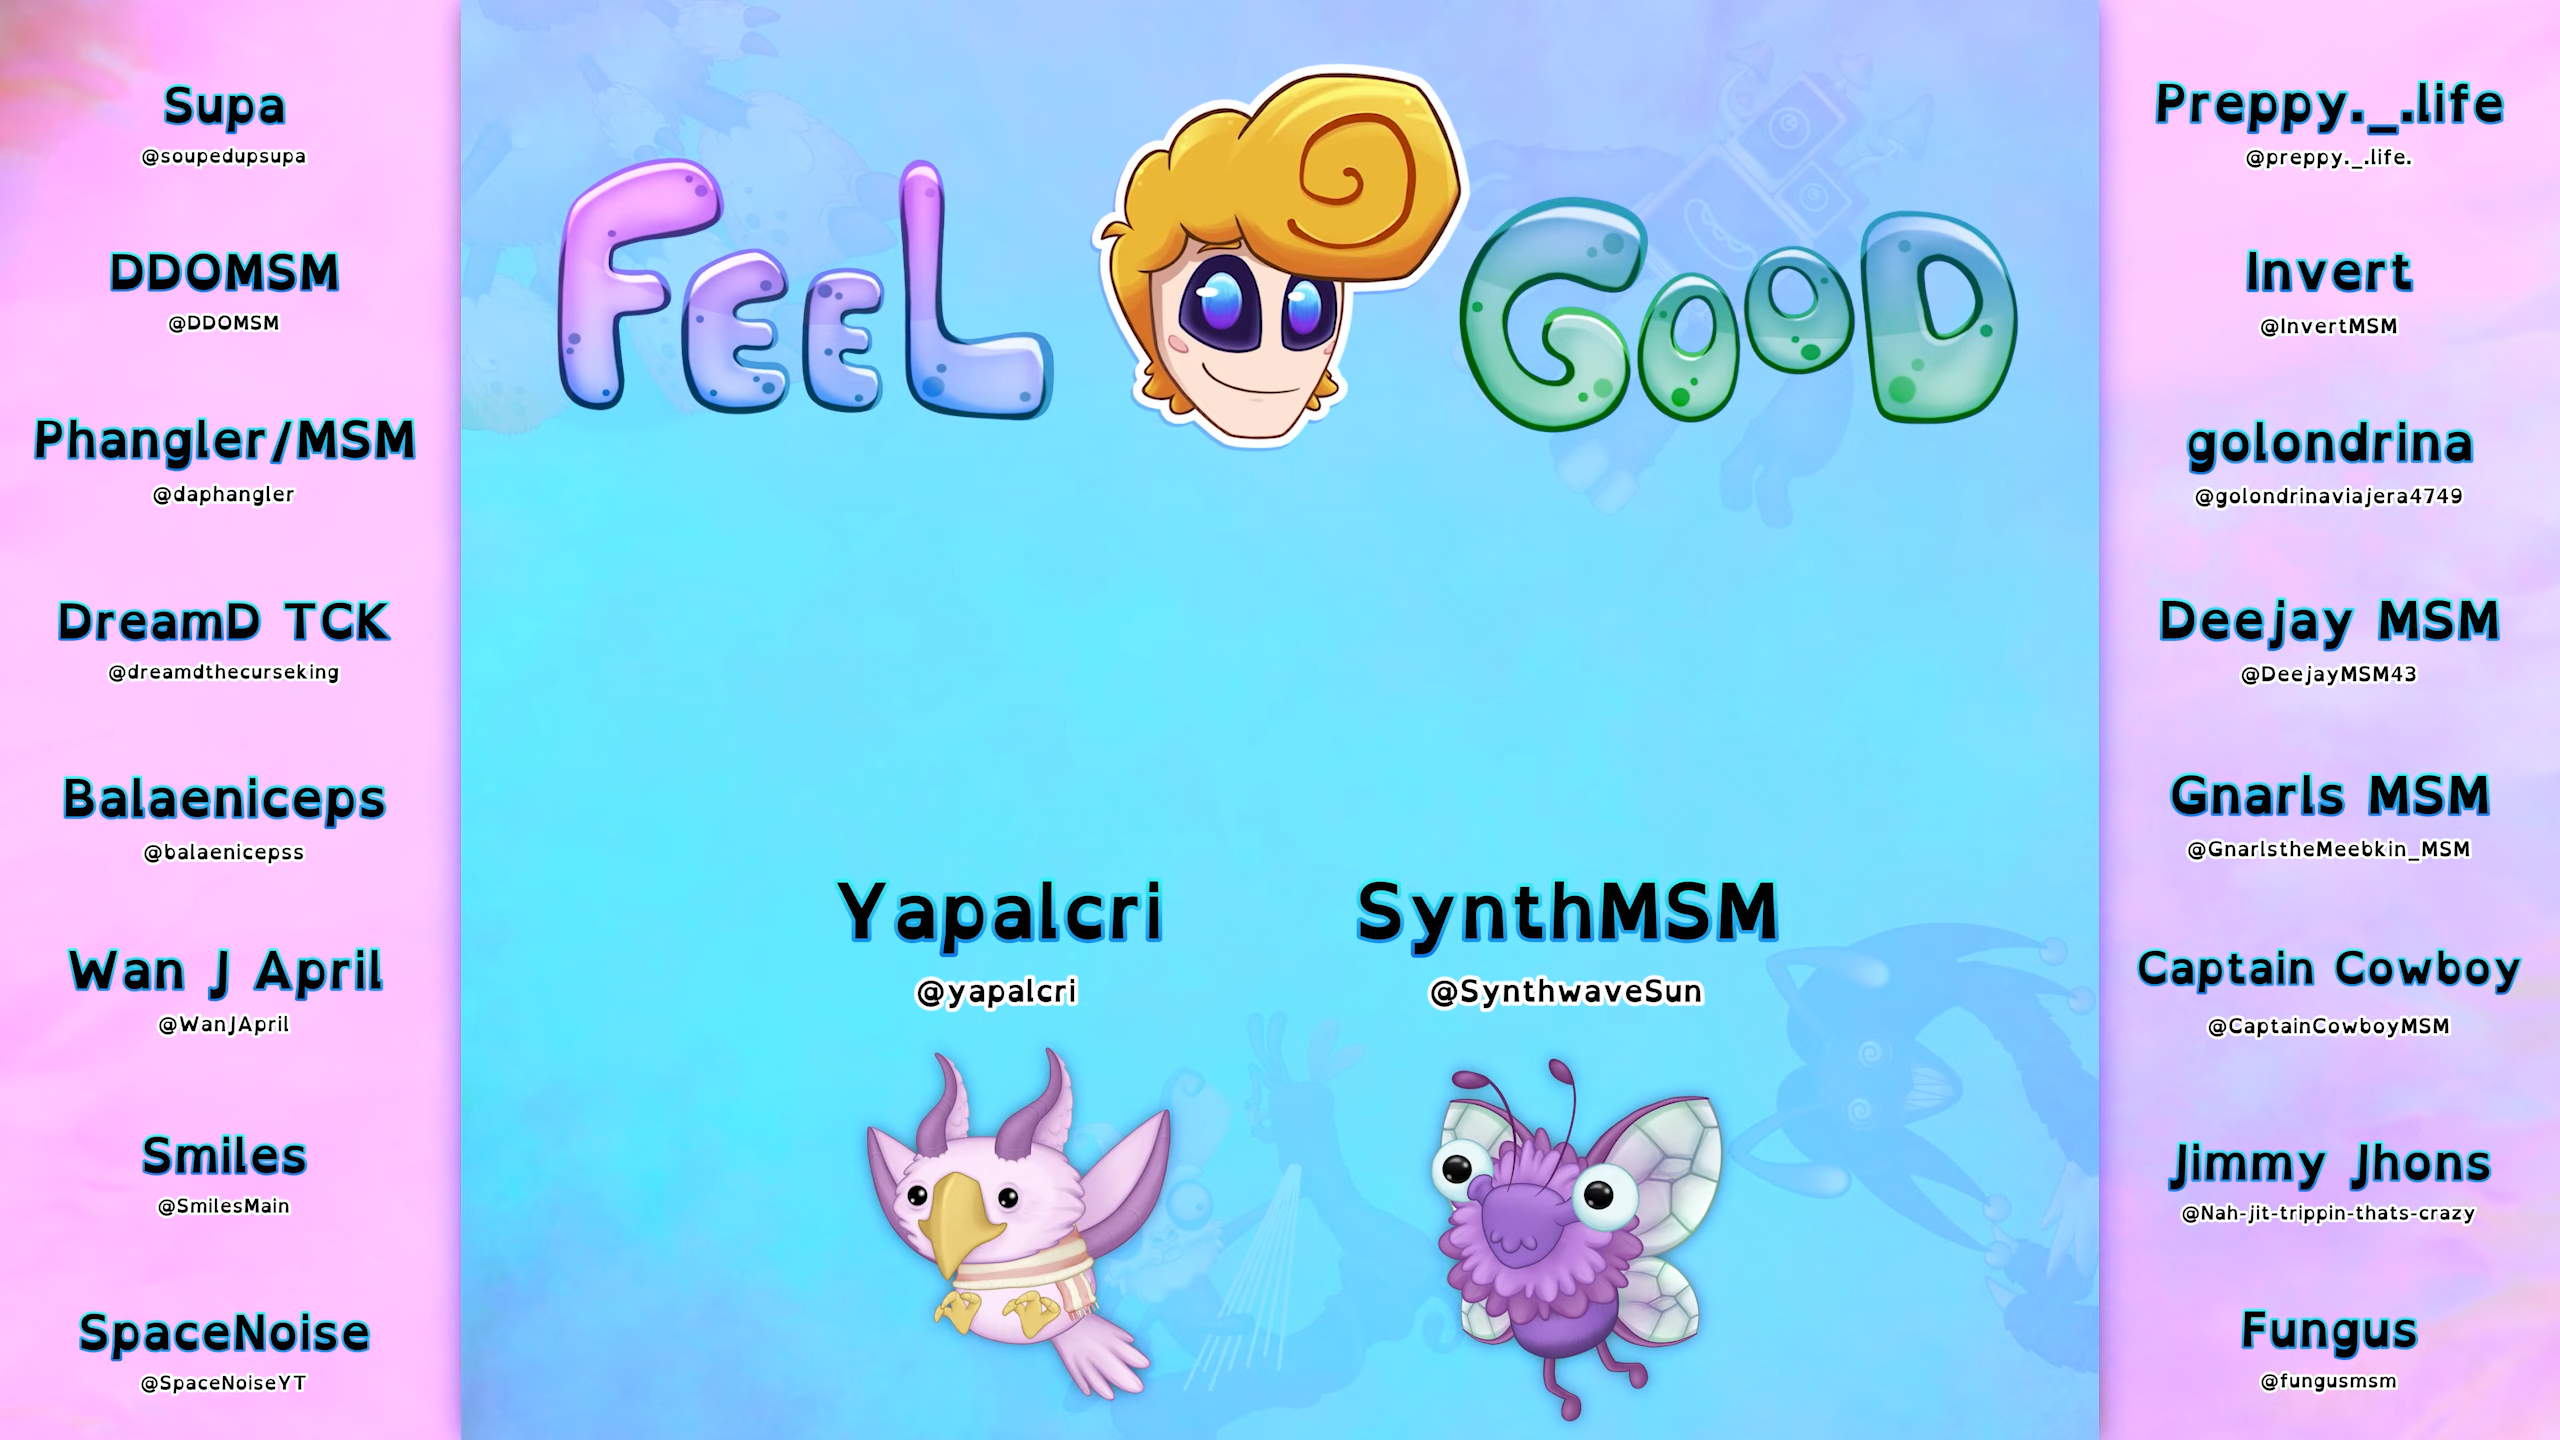 Supa
@soupedupsupa
DDOMSM
@DDOMSM
Phangler/MSM
@daphangler
DreamD TCK
@dreamdthecurseking
Balaeniceps
@balaenicepss
Wan J April
@WanJApril
Smiles
@SmilesMain
SpaceNoise
@SpaceNoiseYT
FEEL GOOD
Yapalcri
@yapalcri
SynthMSM
@SynthwaveSun
Preppy._.life
@preppy._.life.
Invert
@InvertMSM
golondrina
@golondrinaviajera4749
Deejay MSM
@DeejayMSM43
Gnarls MSM
@GnarlstheMeebkin_MSM
Captain Cowboy
@CaptainCowboyMSM
Jimmy Jhons
@Nah-jit-trippin-thats-crazy
Fungus
@fungusmsm